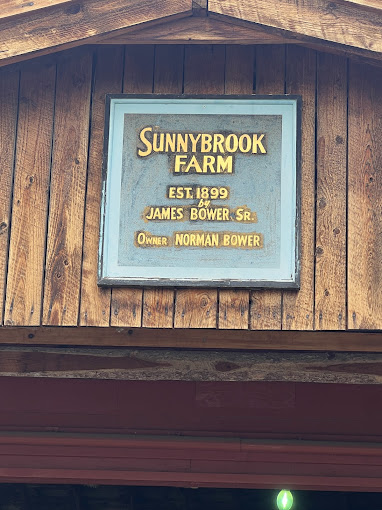 SUNNYBROOK
FARM
EST. 1899
by
JAMES BOWER, SR.
OWNER NORMAN BOWER